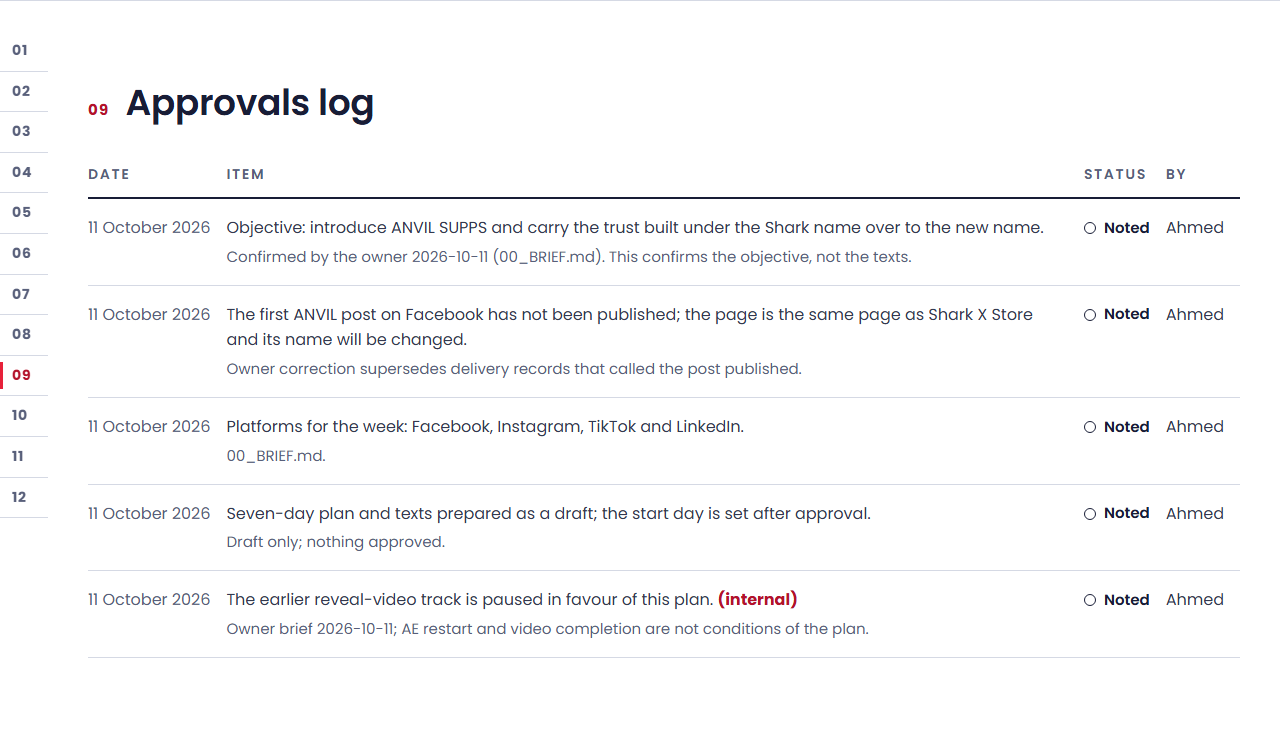 01
02
03
04
05
06
07
08
09
10
11
12
09 Approvals log
DATE ITEM STATUS BY
11 October 2026 Objective: introduce ANVIL SUPPS and carry the trust built under the Shark name over to the new name. Noted Ahmed
Confirmed by the owner 2026-10-11 (00_BRIEF.md). This confirms the objective, not the texts.
11 October 2026 The first ANVIL post on Facebook has not been published; the page is the same page as Shark X Store Noted Ahmed
and its name will be changed.
Owner correction supersedes delivery records that called the post published.
11 October 2026 Platforms for the week: Facebook, Instagram, TikTok and LinkedIn. Noted Ahmed
00_BRIEF.md.
11 October 2026 Seven-day plan and texts prepared as a draft; the start day is set after approval. Noted Ahmed
Draft only; nothing approved.
11 October 2026 The earlier reveal-video track is paused in favour of this plan. (internal) Noted Ahmed
Owner brief 2026-10-11; AE restart and video completion are not conditions of the plan.